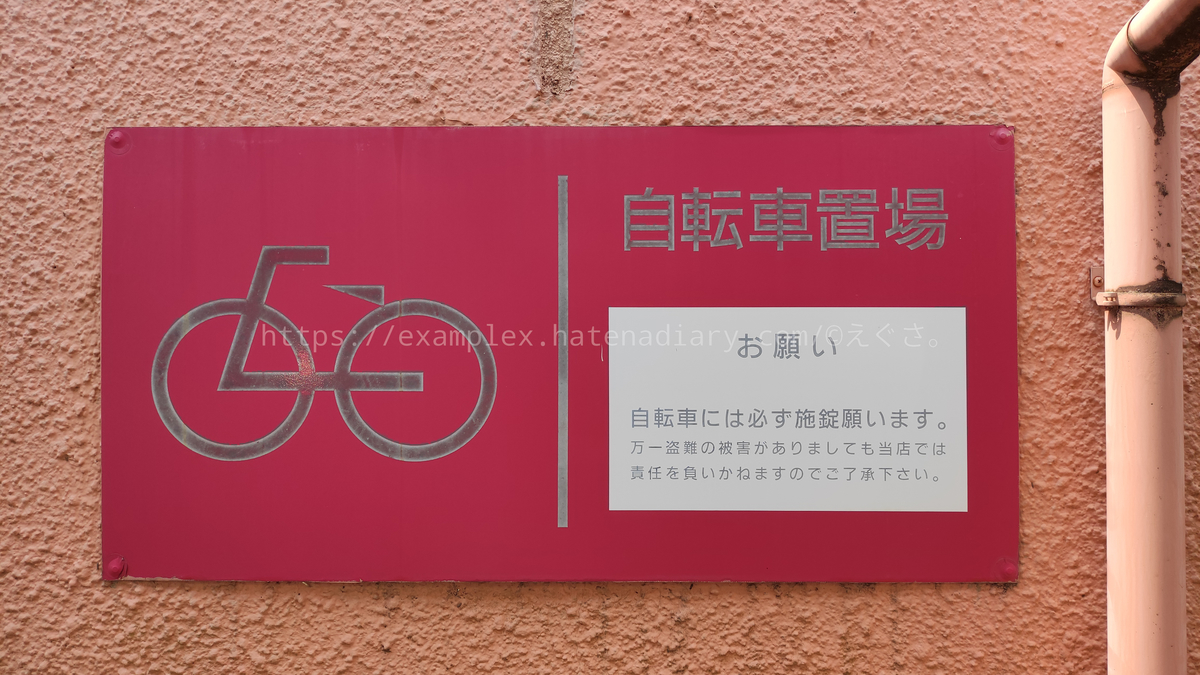 自転車置場
https://examplex.hatenadiary.com/©えぐさ。
お願い
自転車には必ず施錠願います。
万一盗難の被害がありましても当店では
責任を負いかねますのでご了承下さい。